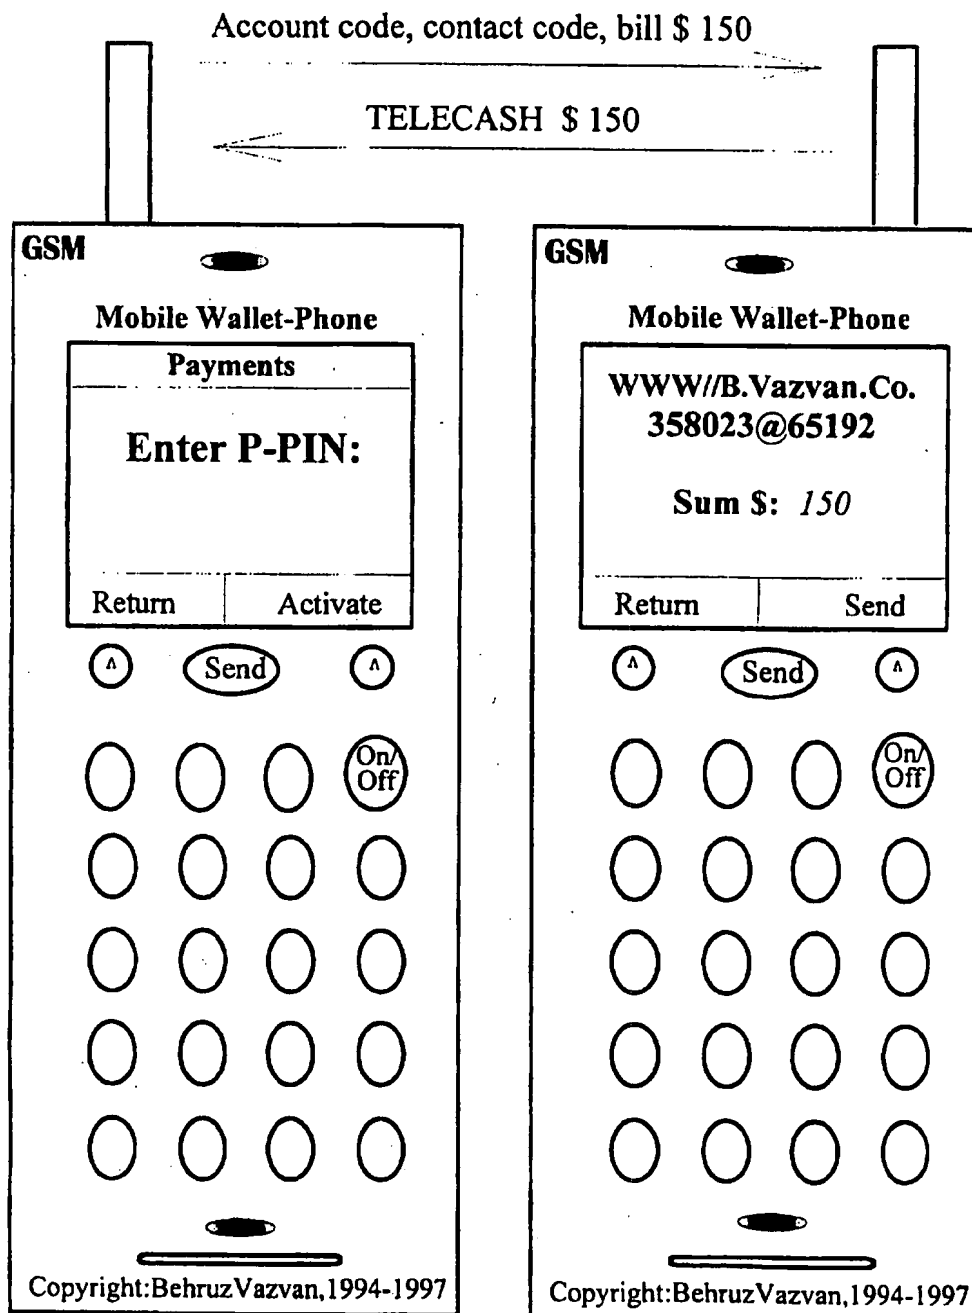 Account code, contact code, bill $ 150
TELECASH $ 150
GSM
Mobile Wallet-Phone
Payments
Enter P-PIN:
Return Activate
^ Send ^
On/
Off
Copyright:BehruzVazvan,1994-1997
GSM
Mobile Wallet-Phone
WWW//B.Vazvan.Co.
358023@65192
Sum $: 150
Return Send
^ Send ^
On/
Off
Copyright:BehruzVazvan,1994-1997